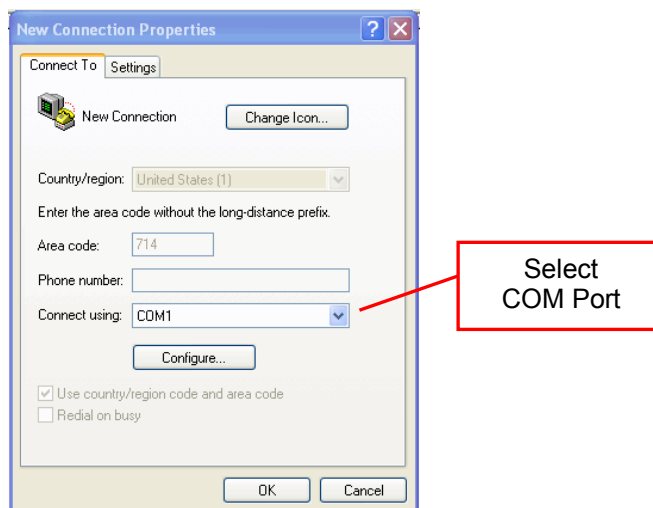 New Connection Properties
Connect To Settings
New Connection Change Icon...
Country/region: United States (1)
Enter the area code without the long-distance prefix.
Area code: 714
Phone number:
Connect using: COM1
Select
COM Port
Configure...
Use country/region code and area code
Redial on busy
OK Cancel